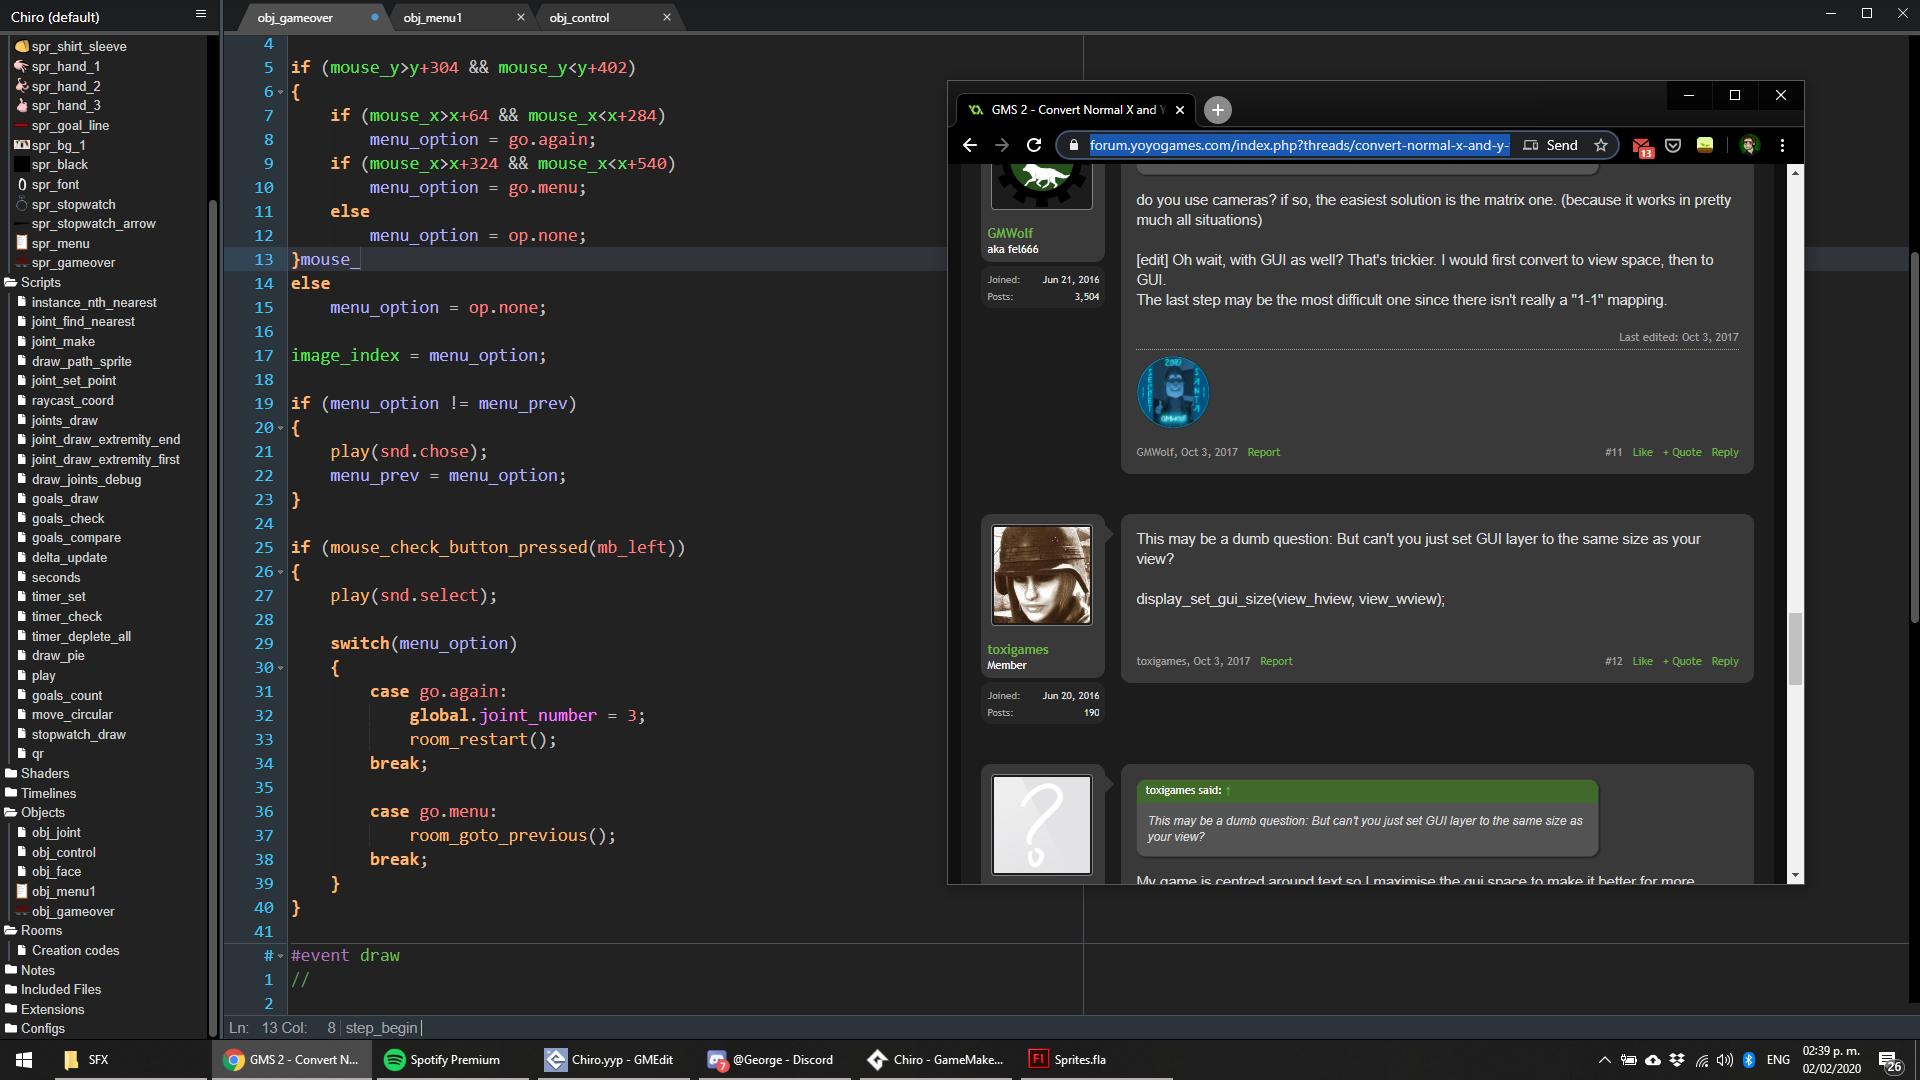 Chiro (default)
spr_shirt_sleeve
spr_hand_1
spr_hand_2
spr_hand_3
spr_goal_line
spr_bg_1
spr_black
spr_font
spr_stopwatch
spr_stopwatch_arrow
spr_menu
spr_gameover
Scripts
instance_nth_nearest
joint_find_nearest
joint_make
draw_path_sprite
joint_set_point
raycast_coord
joints_draw
joint_draw_extremity_end
joint_draw_extremity_first
draw_joints_debug
goals_draw
goals_check
goals_compare
delta_update
seconds
timer_set
timer_check
timer_deplete_all
draw_pie
play
goals_count
move_circular
stopwatch_draw
qr
Shaders
Timelines
Objects
obj_joint
obj_control
obj_face
obj_menu1
obj_gameover
Rooms
Creation codes
Notes
Included Files
Extensions
Configs
obj_gameover obj_menu1 obj_control
4
5 if (mouse_y>y+304 && mouse_y<y+402)
6 {
7 if (mouse_x>x+64 && mouse_x<x+284)
8 menu_option = go.again;
9 if (mouse_x>x+324 && mouse_x<x+540)
10 menu_option = go.menu;
11 else
12 menu_option = op.none;
13 }mouse_
14 else
15 menu_option = op.none;
16
17 image_index = menu_option;
18
19 if (menu_option != menu_prev)
20 {
21 play(snd.chose);
22 menu_prev = menu_option;
23 }
24
25 if (mouse_check_button_pressed(mb_left))
26 {
27 play(snd.select);
28
29 switch(menu_option)
30 {
31 case go.again:
32 global.joint_number = 3;
33 room_restart();
34 break;
35
36 case go.menu:
37 room_goto_previous();
38 break;
39 }
40 }
41
# #event draw
1 //
2
Ln: 13 Col: 8 step_begin
GMS 2 - Convert Normal X and Y
forum.yoyogames.com/index.php?threads/convert-normal-x-and-y- Send
13
GMWolf
aka fel666
Joined: Jun 21, 2016
Posts: 3,504
do you use cameras? if so, the easiest solution is the matrix one. (because it works in pretty
much all situations)
[edit] Oh wait, with GUI as well? That's trickier. I would first convert to view space, then to
GUI.
The last step may be the most difficult one since there isn't really a "1-1" mapping.
Last edited: Oct 3, 2017
2017
SECRET
SANTA
GMWOLF
GMWolf, Oct 3, 2017 Report #11 Like + Quote Reply
toxigames
Member
Joined: Jun 20, 2016
Posts: 190
This may be a dumb question: But can't you just set GUI layer to the same size as your
view?
display_set_gui_size(view_hview, view_wview);
toxigames, Oct 3, 2017 Report #12 Like + Quote Reply
toxigames said: ↑
This may be a dumb question: But can't you just set GUI layer to the same size as
your view?
My game is centred around text so I maximise the gui space to make it better for more
SFX
GMS 2 - Convert N...
Spotify Premium
Chiro.yyp - GMEdit
7
@George - Discord
Chiro - GameMake...
Fl
Sprites.fla
ENG
02:39 p. m.
02/02/2020
26